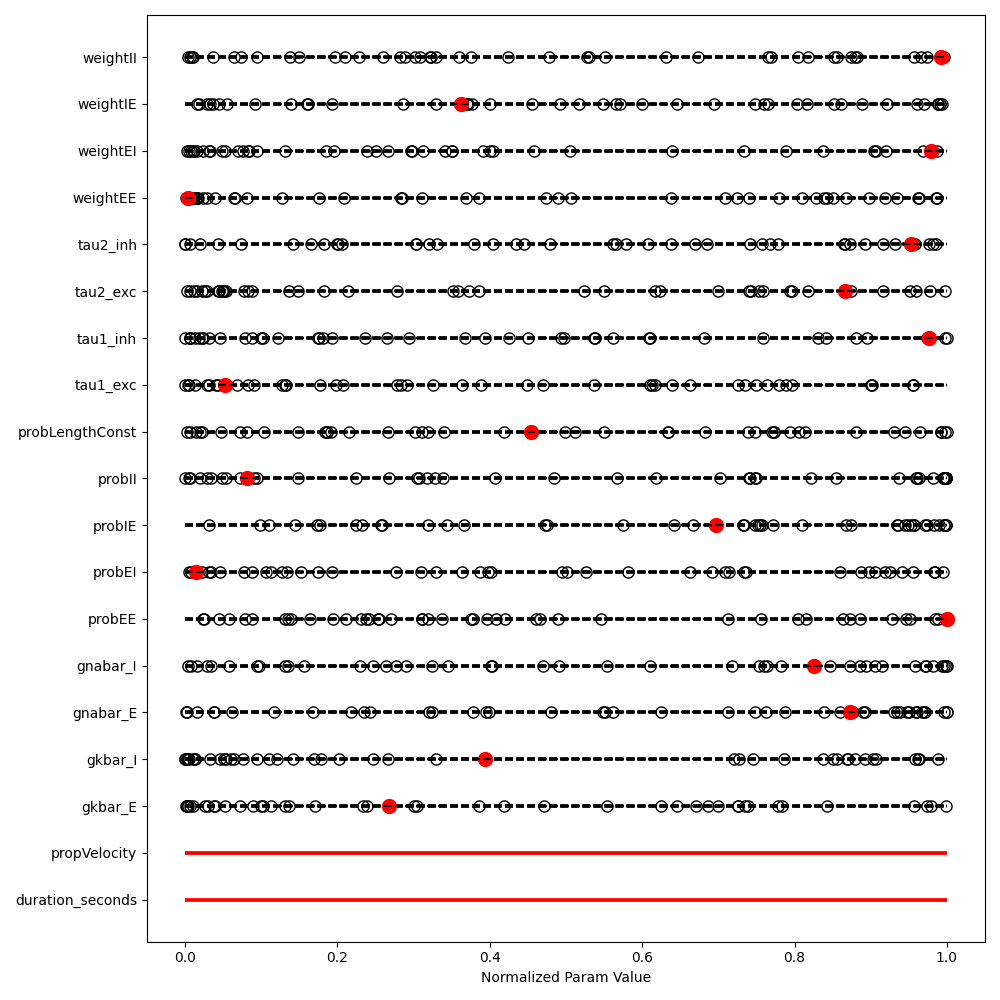 weightII
weightIE
weightEI
weightEE
tau2_inh
tau2_exc
tau1_inh
tau1_exc
probLengthConst
probII
probIE
probEI
probEE
gnabar_I
gnabar_E
gkbar_I
gkbar_E
propVelocity
duration_seconds
0.0 0.2 0.4 0.6 0.8 1.0
Normalized Param Value